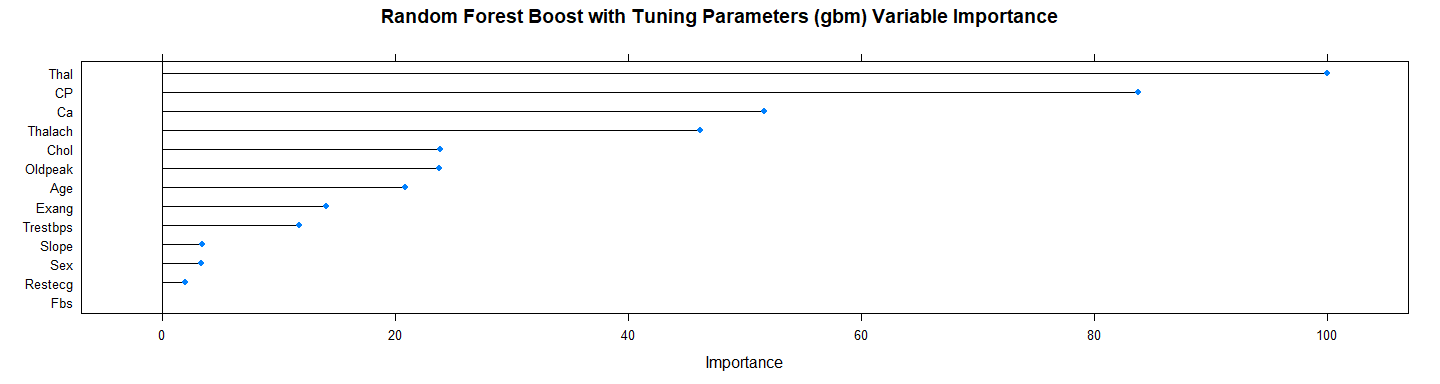 Random Forest Boost with Tuning Parameters (gbm) Variable Importance
Thal
CP
Ca
Thalach
Chol
Oldpeak
Age
Exang
Trestbps
Slope
Sex
Restecg
Fbs
0 20 40 60 80 100
Importance